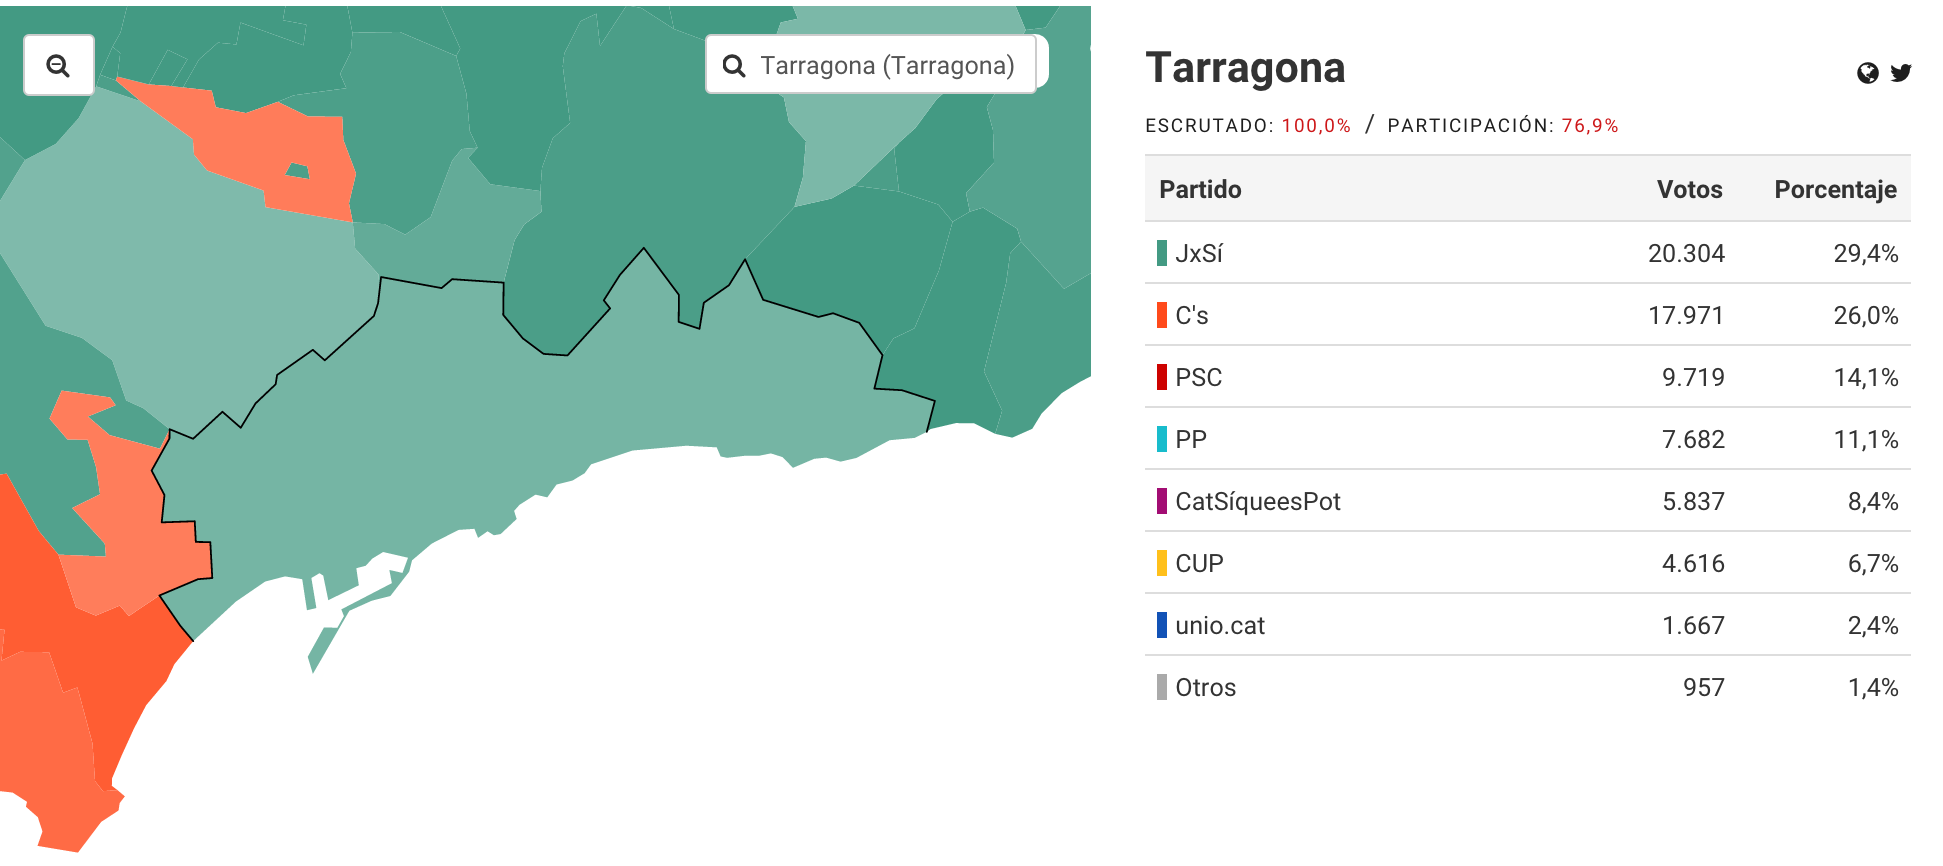 Tarragona (Tarragona)
Tarragona
ESCRUTADO: 100,0% / PARTICIPACIÓN: 76,9%
Partido Votos Porcentaje
JxSí 20.304 29,4%
C's 17.971 26,0%
PSC 9.719 14,1%
PP 7.682 11,1%
CatSíqueesPot 5.837 8,4%
CUP 4.616 6,7%
unio.cat 1.667 2,4%
Otros 957 1,4%